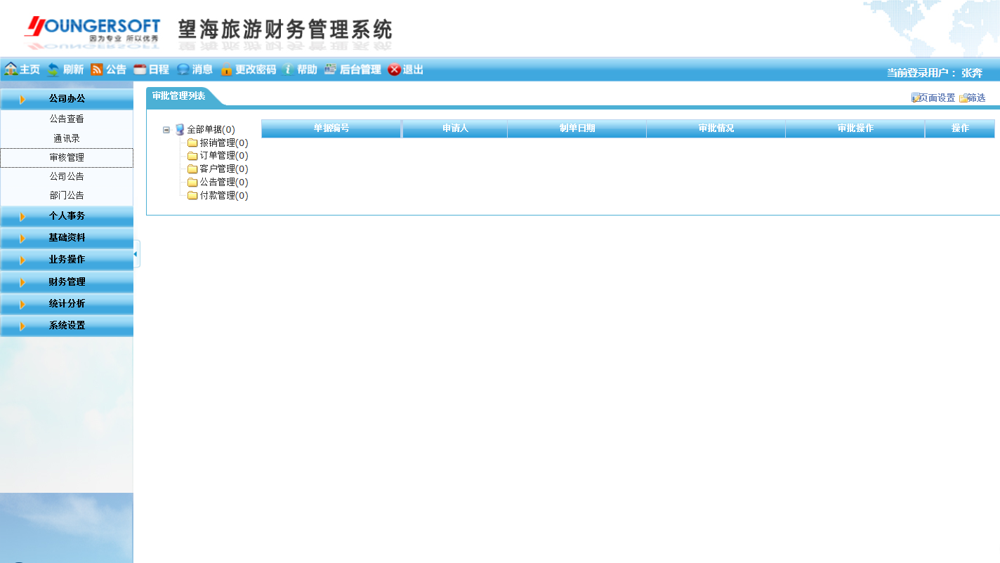 YOUNGERSOFT
因为专业 所以优秀
望海旅游财务管理系统
主页 刷新 公告 日程 消息 更改密码 帮助 后台管理 退出
当前登录用户： 张奔
公司办公
公告查看
通讯录
审核管理
公司公告
部门公告
个人事务
基础资料
业务操作
财务管理
统计分析
系统设置
审批管理列表
页面设置 筛选
全部单据(0)
报销管理(0)
订单管理(0)
客户管理(0)
公告管理(0)
付款管理(0)
单据编号 申请人 制单日期 审批情况 审批操作 操作